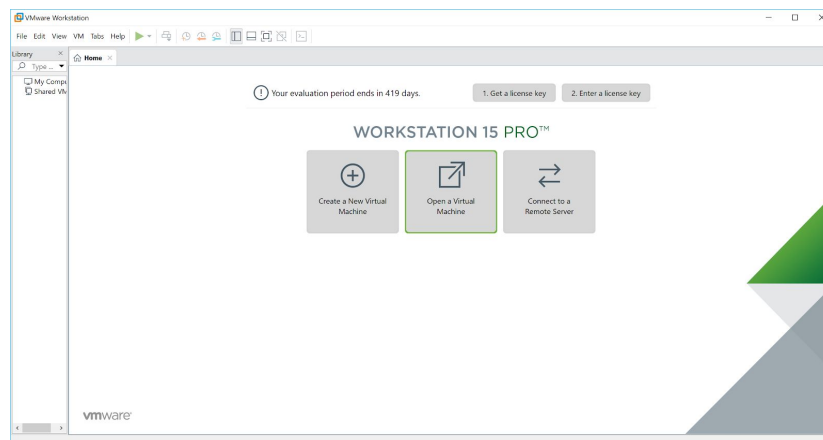 VMware Workstation
File Edit View VM Tabs Help
Library
Home
Type ...
My Compu
Shared VM
Your evaluation period ends in 419 days.
1. Get a license key
2. Enter a license key
WORKSTATION 15 PRO™
Create a New Virtual
Machine
Open a Virtual
Machine
Connect to a
Remote Server
vmware